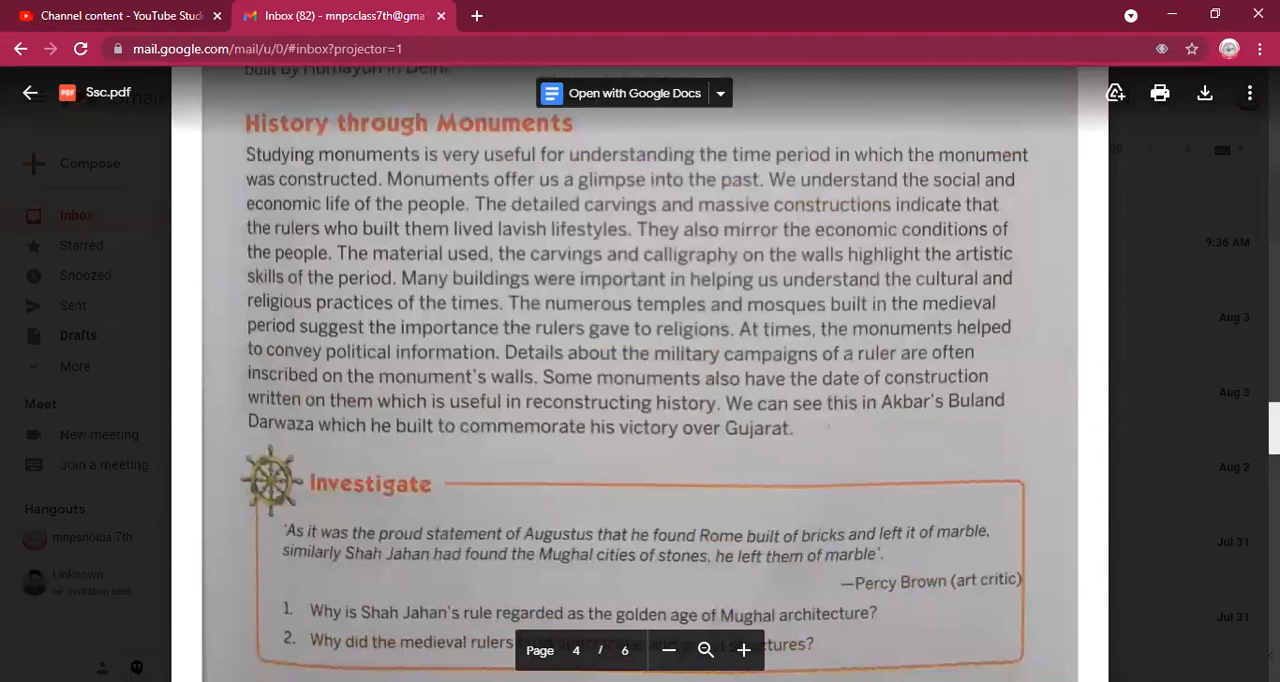 Channel content - YouTube Studi
Inbox (82) - mnpsclass7th@gma
mail.google.com/mail/u/0/#inbox?projector=1
built by Humayun in Delhi.
Ssc.pdf
Open with Google Docs
Compose
Inbox
Starred
Snoozed
Sent
Drafts
More
Meet
New meeting
Join a meeting
Hangouts
mnpsnoida 7th
Unknown
Invitation sent
History through Monuments
Studying monuments is very useful for understanding the time period in which the monument
was constructed. Monuments offer us a glimpse into the past. We understand the social and
economic life of the people. The detailed carvings and massive constructions indicate that
the rulers who built them lived lavish lifestyles. They also mirror the economic conditions of
the people. The material used, the carvings and calligraphy on the walls highlight the artistic
skills of the period. Many buildings were important in helping us understand the cultural and
religious practices of the times. The numerous temples and mosques built in the medieval
period suggest the importance the rulers gave to religions. At times, the monuments helped
to convey political information. Details about the military campaigns of a ruler are often
inscribed on the monument's walls. Some monuments also have the date of construction
written on them which is useful in reconstructing history. We can see this in Akbar's Buland
Darwaza which he built to commemorate his victory over Gujarat.
Investigate
'As it was the proud statement of Augustus that he found Rome built of bricks and left it of marble,
similarly Shah Jahan had found the Mughal cities of stones, he left them of marble'.
—Percy Brown (art critic)
1. Why is Shah Jahan's rule regarded as the golden age of Mughal architecture?
2. Why did the medieval rulers
Page 4 / 6
9:36 AM
Aug 3
Aug 3
Aug 2
Jul 31
Jul 31